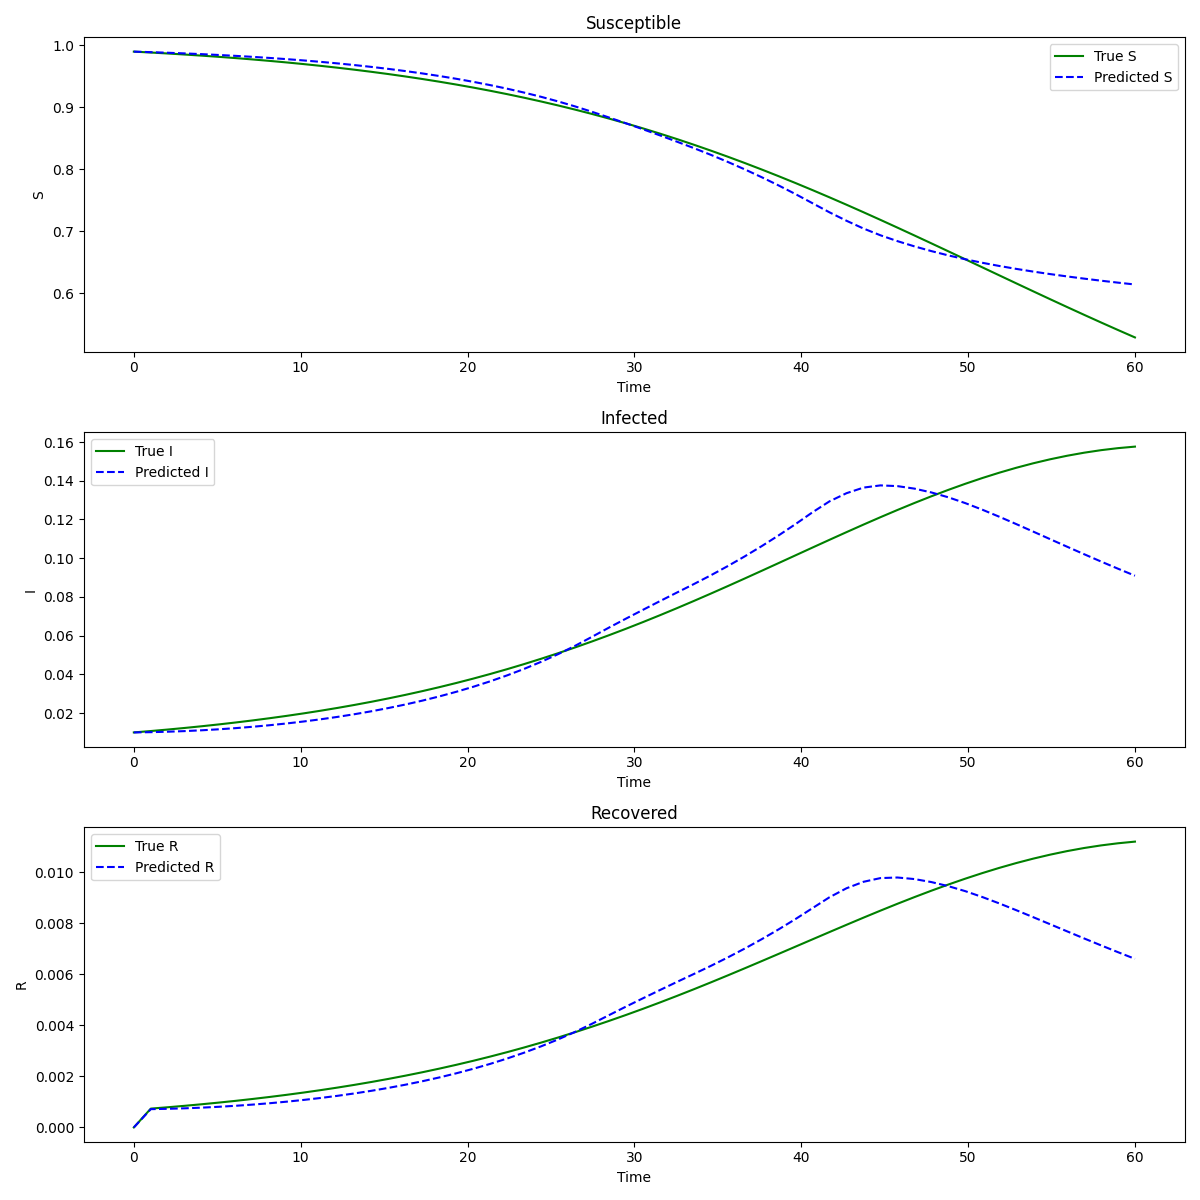 Susceptible
True S
Predicted S
1.0
0.9
0.8
0.7
0.6
S
0 10 20 30 40 50 60
Time
Infected
True I
Predicted I
0.16
0.14
0.12
0.10
0.08
0.06
0.04
0.02
I
0 10 20 30 40 50 60
Time
Recovered
True R
Predicted R
0.010
0.008
0.006
0.004
0.002
0.000
R
0 10 20 30 40 50 60
Time